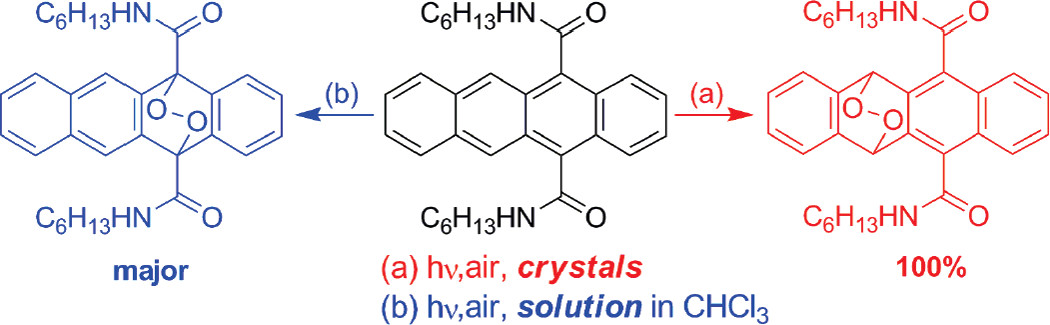 C6H13HN O
C6H13HN O
C6H13HN O
O O
(b)
(a)
O O
C6H13HN O
C6H13HN O
C6H13HN O
major
(a) hν,air, crystals
100%
(b) hν,air, solution in CHCl3